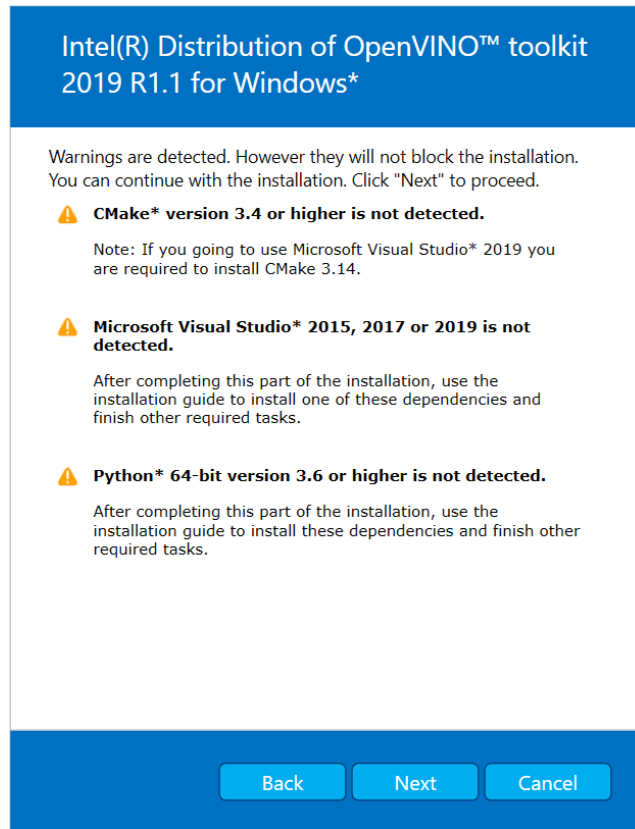 Intel(R) Distribution of OpenVINO™ toolkit
2019 R1.1 for Windows*
Warnings are detected. However they will not block the installation.
You can continue with the installation. Click "Next" to proceed.
CMake* version 3.4 or higher is not detected.
Note: If you going to use Microsoft Visual Studio* 2019 you
are required to install CMake 3.14.
Microsoft Visual Studio* 2015, 2017 or 2019 is not
detected.
After completing this part of the installation, use the
installation guide to install one of these dependencies and
finish other required tasks.
Python* 64-bit version 3.6 or higher is not detected.
After completing this part of the installation, use the
installation guide to install these dependencies and finish other
required tasks.
Back Next Cancel